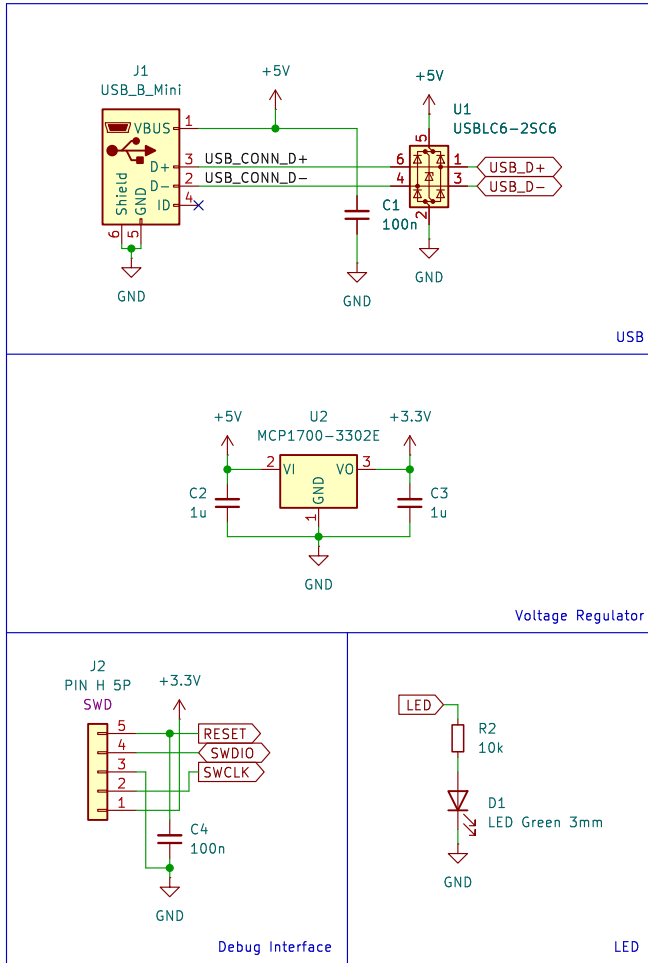 J1
USB_B_Mini
VBUS
1
D+
3
D-
2
ID
4
Shield
GND
6
5
GND
+5V
USB_CONN_D+
USB_CONN_D-
C1
100n
GND
+5V
U1
USBLC6-2SC6
5
6
1
4
3
2
GND
USB_D+
USB_D-
USB
+5V
U2
MCP1700-3302E
+3.3V
2
VI
VO
3
GND
1
C2
1u
C3
1u
GND
Voltage Regulator
J2
PIN H 5P
SWD
+3.3V
5
4
3
2
1
RESET
SWDIO
SWCLK
C4
100n
GND
Debug Interface
LED
R2
10k
D1
LED Green 3mm
GND
LED